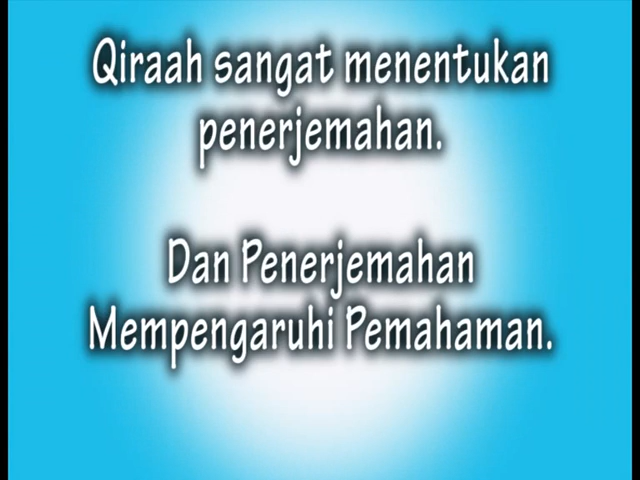 Qiraah sangat menentukan
penerjemahan.
Dan Penerjemahan
Mempengaruhi Pemahaman.